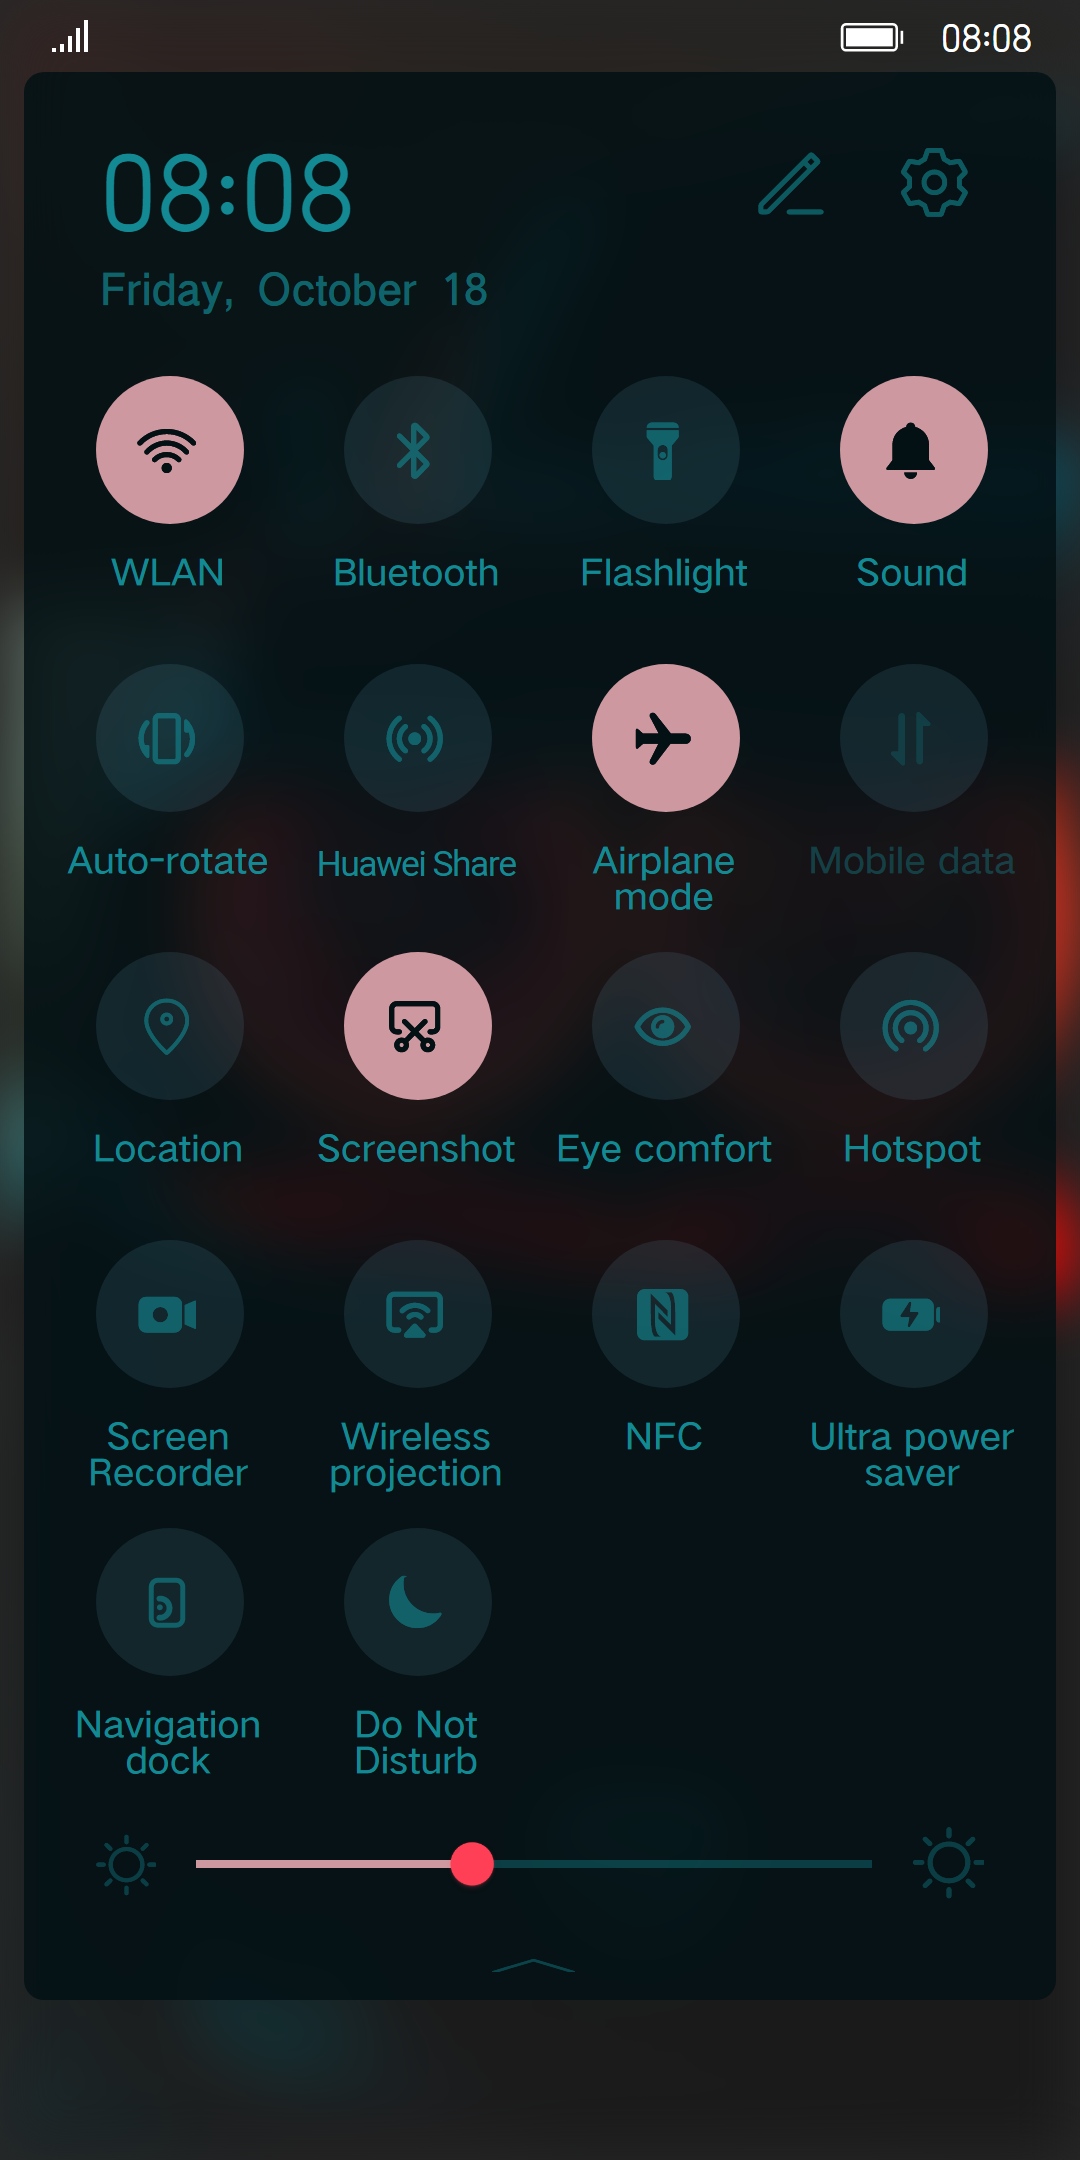 08:08
08:08
Friday, October 18
WLAN Bluetooth Flashlight Sound
Auto-rotate Huawei Share Airplane mode Mobile data
Location Screenshot Eye comfort Hotspot
Screen Recorder Wireless projection NFC Ultra power saver
Navigation dock Do Not Disturb